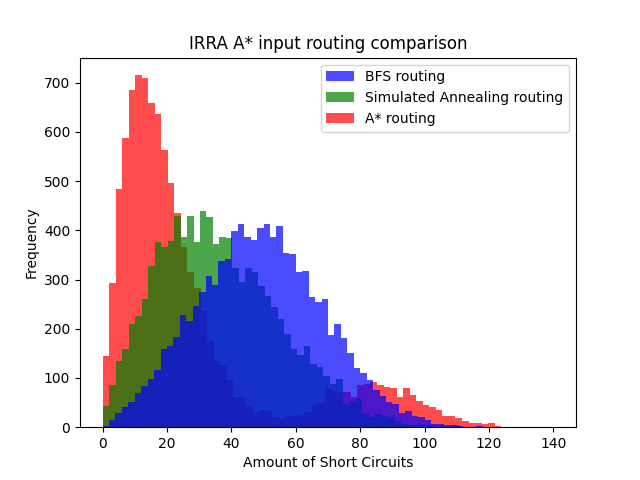 IRRA A* input routing comparison
BFS routing
Simulated Annealing routing
A* routing
Frequency
700
600
500
400
300
200
100
0
0 20 40 60 80 100 120 140
Amount of Short Circuits